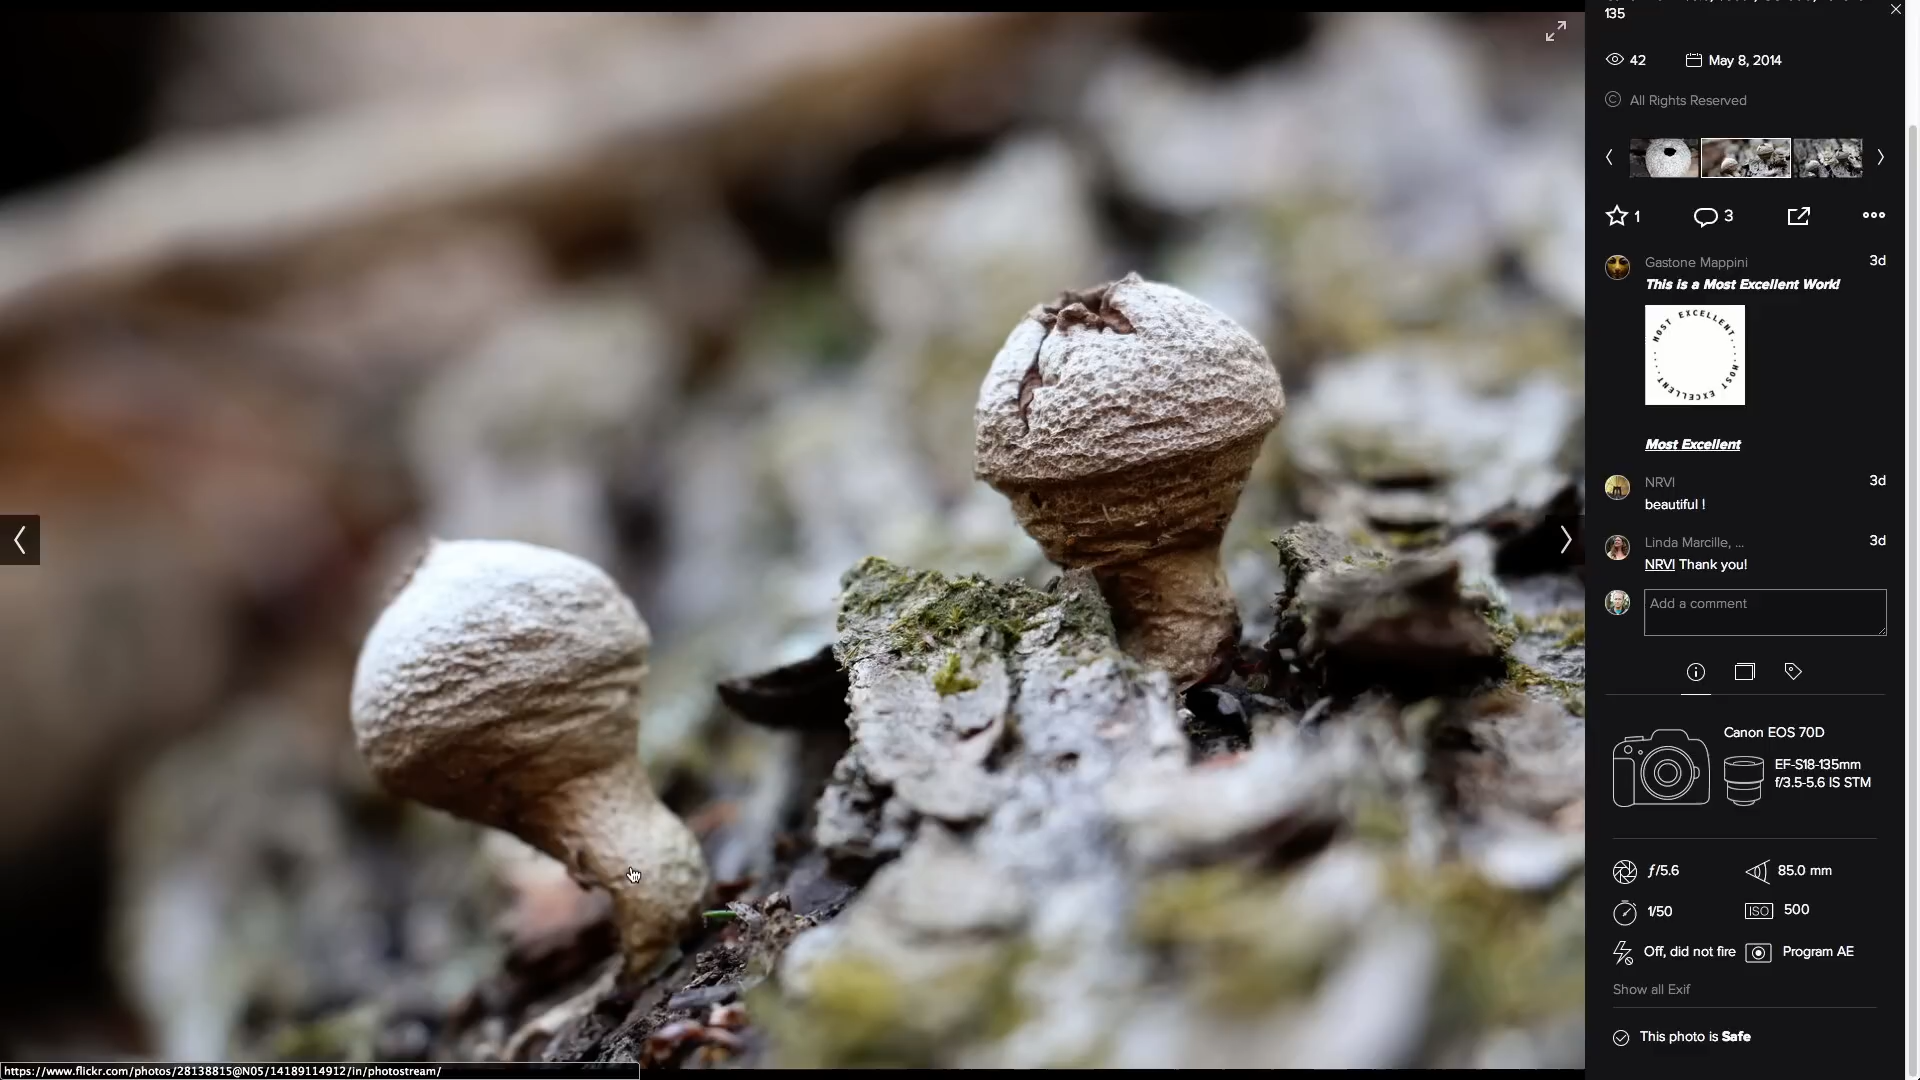 135
42
May 8, 2014
All Rights Reserved
1
3
Gastone Mappini
3d
This is a Most Excellent Work!
MOST EXCELLENT
MOST EXCELLENT
Most Excellent
NRVI
3d
beautiful !
Linda Marcille, ...
3d
NRVI Thank you!
Add a comment
Canon EOS 70D
EF-S18-135mm
f/3.5-5.6 IS STM
ƒ/5.6
85.0 mm
1/50
ISO
500
Off, did not fire
Program AE
Show all Exif
This photo is Safe
https://www.flickr.com/photos/28138815@N05/14189114912/in/photostream/